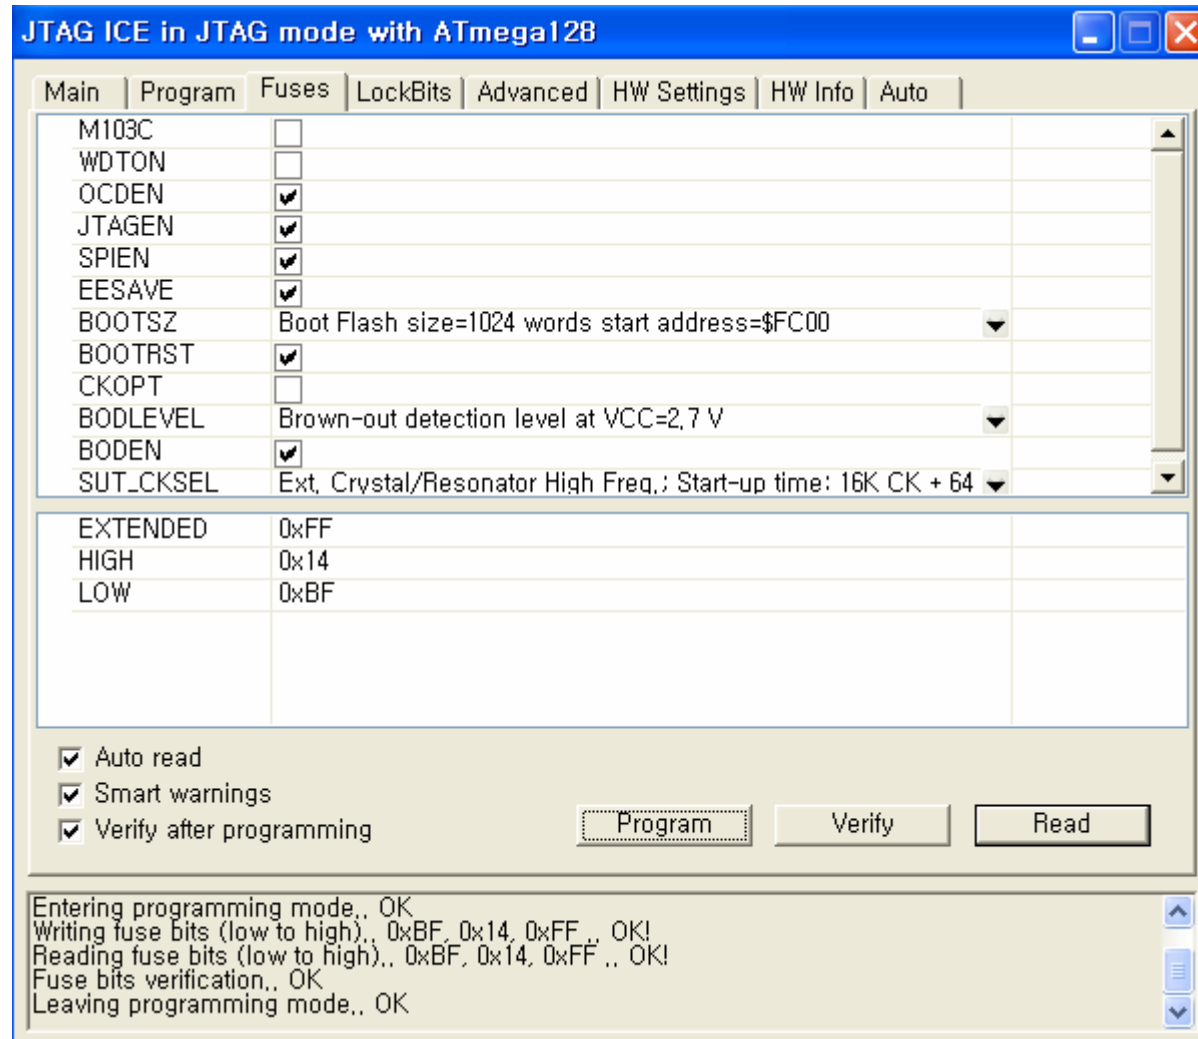 JTAG ICE in JTAG mode with ATmega128
Main Program Fuses LockBits Advanced HW Settings HW Info Auto
M103C
WDTON
OCDEN
JTAGEN
SPIEN
EESAVE
BOOTSZ Boot Flash size=1024 words start address=$FC00
BOOTRST
CKOPT
BODLEVEL Brown-out detection level at VCC=2,7 V
BODEN
SUT_CKSEL Ext, Crystal/Resonator High Freq,; Start-up time: 16K CK + 64
EXTENDED 0xFF
HIGH 0x14
LOW 0xBF
Auto read
Smart warnings
Verify after programming
Program Verify Read
Entering programming mode,, OK
Writing fuse bits (low to high),, 0xBF, 0x14, 0xFF ,, OK!
Reading fuse bits (low to high),, 0xBF, 0x14, 0xFF ,, OK!
Fuse bits verification,, OK
Leaving programming mode,, OK